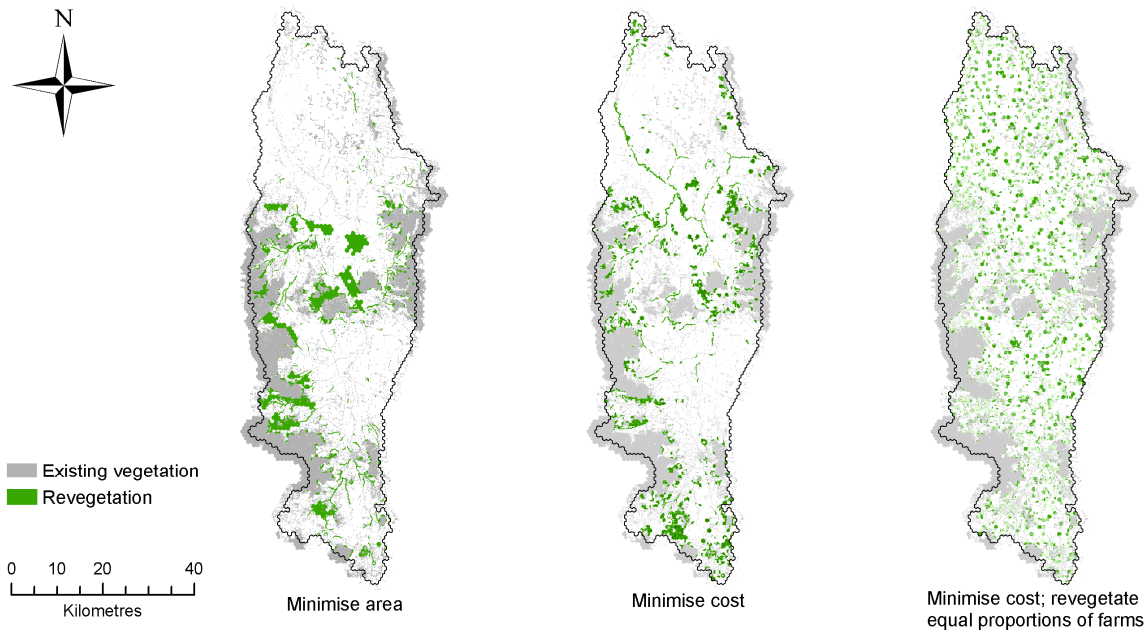 N
Existing vegetation
Revegetation
0 10 20 40
Kilometres
Minimise area
Minimise cost
Minimise cost; revegetate
equal proportions of farms